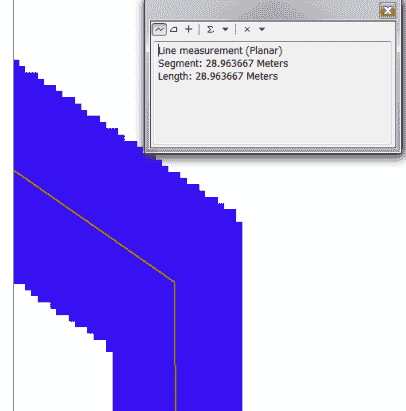 Line measurement (Planar)
Segment: 28.963667 Meters
Length: 28.963667 Meters